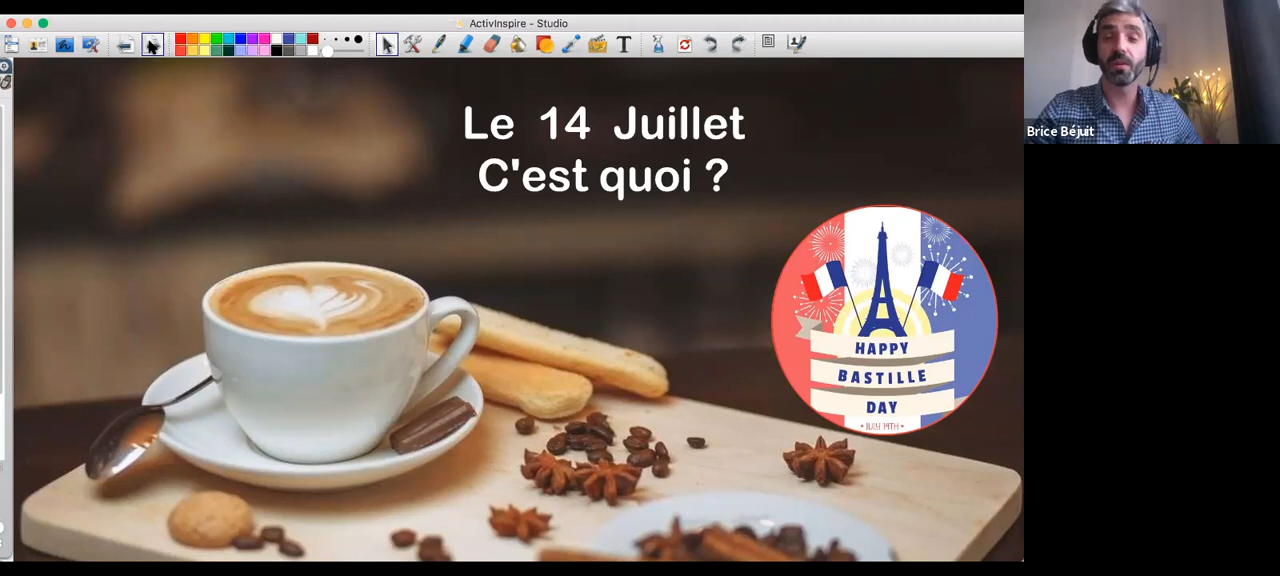 ActivInspire - Studio
Le 14 Juillet
C'est quoi ?
HAPPY
BASTILLE
DAY
• JULY 14TH •
Brice Béjuit